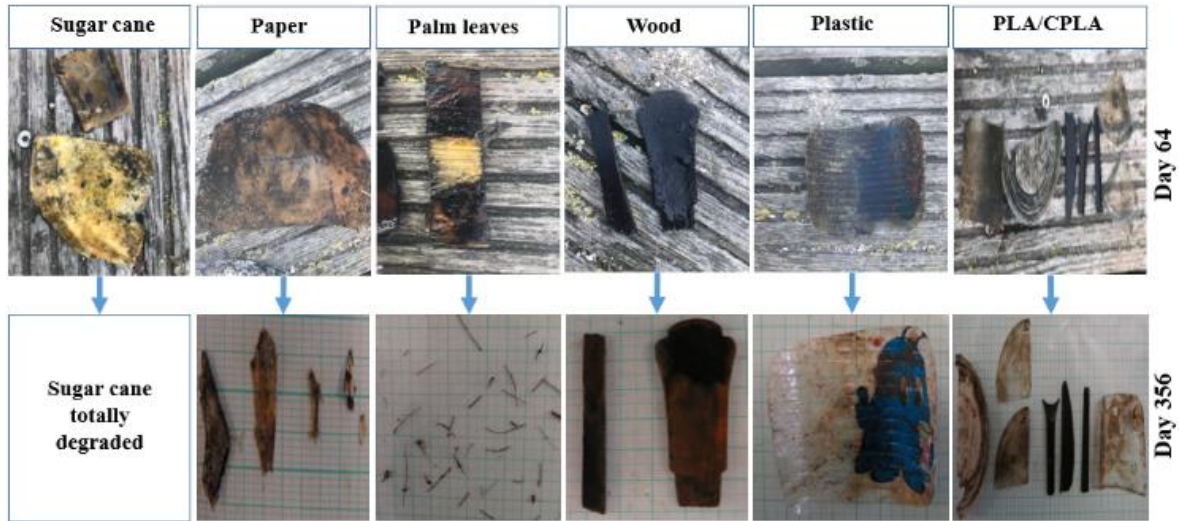 Sugar cane
Paper
Palm leaves
Wood
Plastic
PLA/CPLA
Day 64
Sugar cane
totally
degraded
Day 356